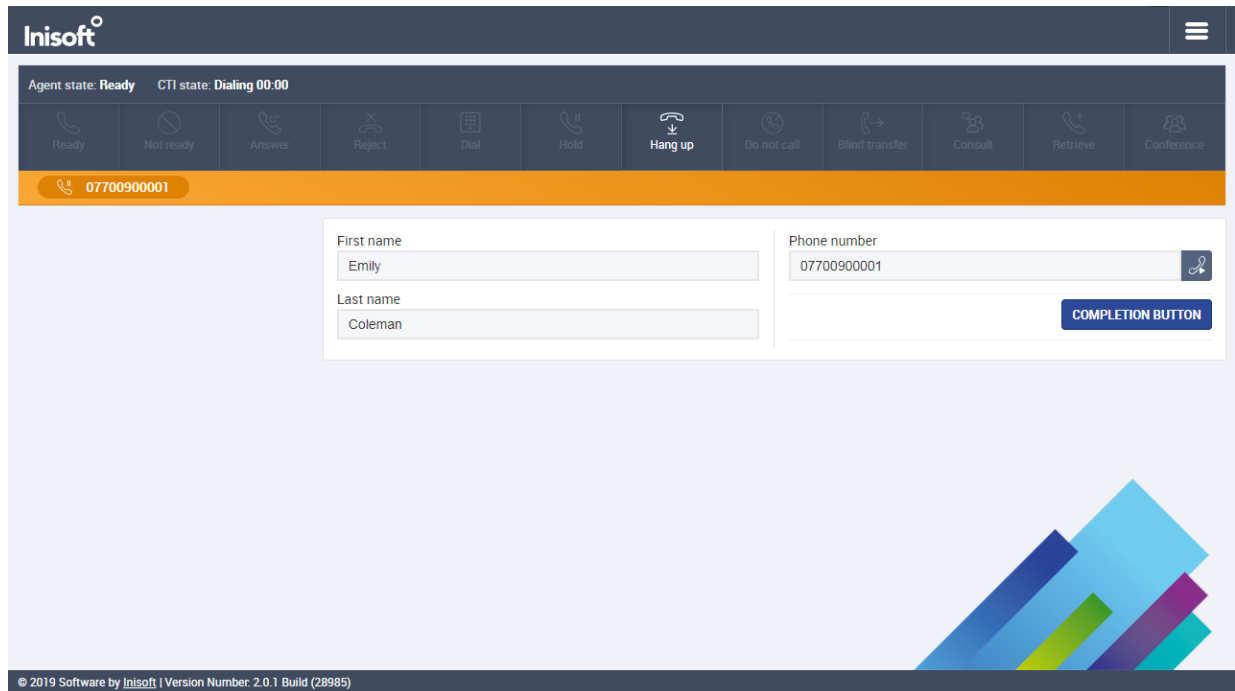 Inisoft
Agent state: Ready CTI state: Dialing 00:00
Ready Not ready Answer Reject Dial Hold Hang up Do not call Blind transfer Consult Retrieve Conference
07700900001
First name Phone number
Emily 07700900001
Last name
Coleman COMPLETION BUTTON
© 2019 Software by Inisoft | Version Number: 2.0.1 Build (28985)